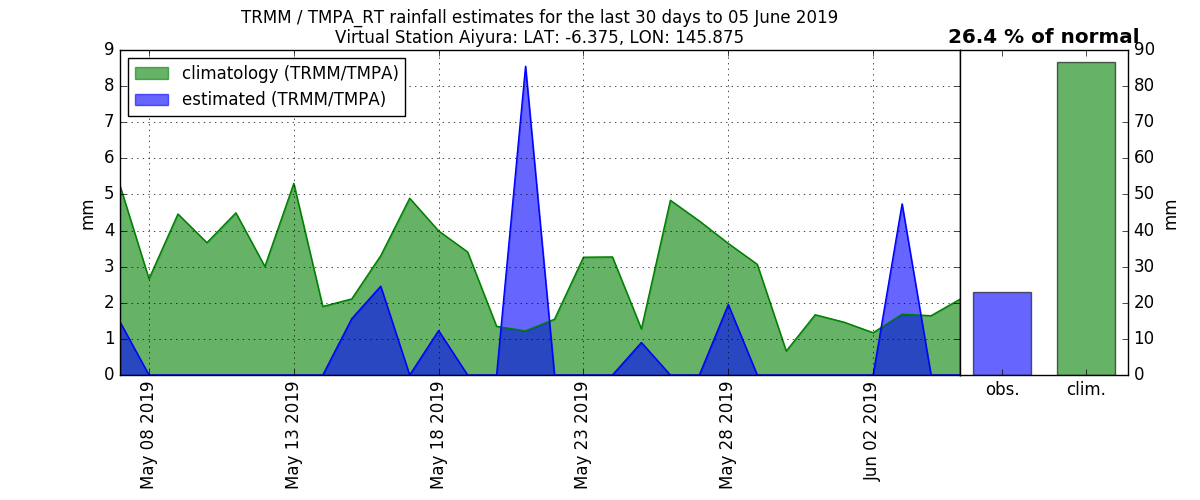 TRMM / TMPA_RT rainfall estimates for the last 30 days to 05 June 2019
Virtual Station Aiyura: LAT: -6.375, LON: 145.875
26.4 % of normal
climatology (TRMM/TMPA)
estimated (TRMM/TMPA)
9
8
7
6
5
4
3
2
1
0
mm
May 08 2019
May 13 2019
May 18 2019
May 23 2019
May 28 2019
Jun 02 2019
obs.
clim.
90
80
70
60
50
40
30
20
10
0
mm